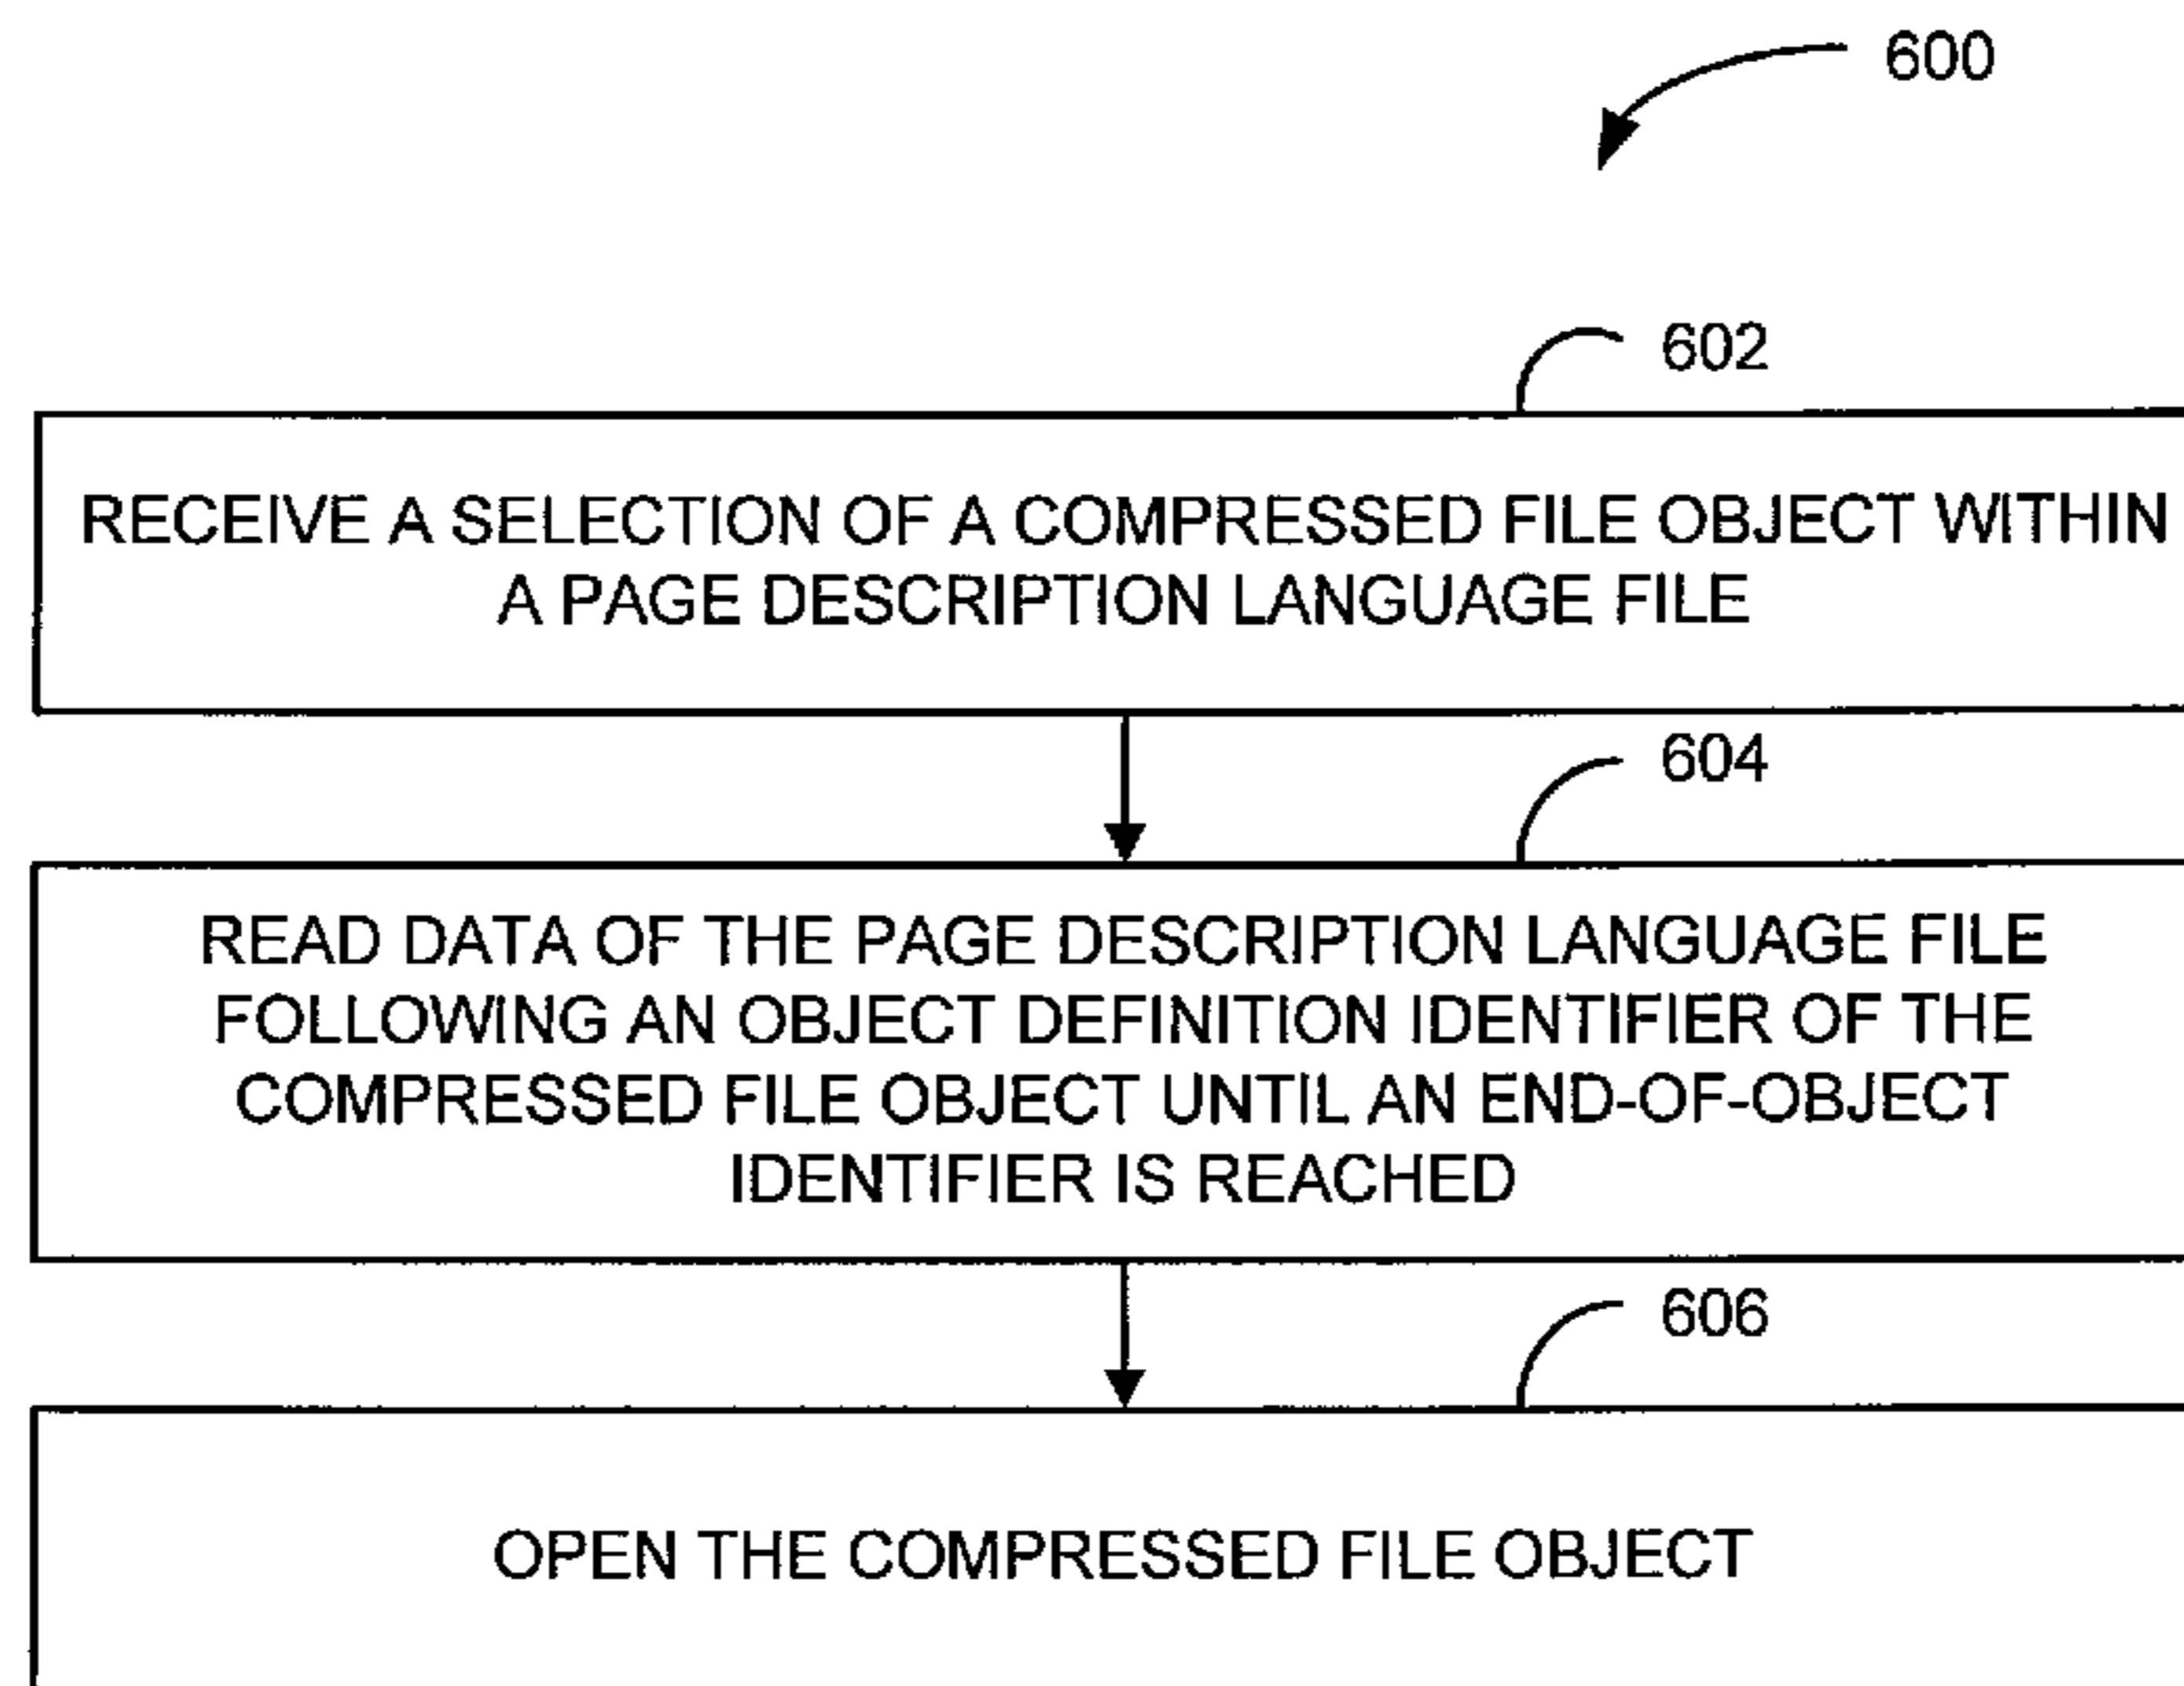 600
602
RECEIVE A SELECTION OF A COMPRESSED FILE OBJECT WITHIN
A PAGE DESCRIPTION LANGUAGE FILE
604
READ DATA OF THE PAGE DESCRIPTION LANGUAGE FILE
FOLLOWING AN OBJECT DEFINITION IDENTIFIER OF THE
COMPRESSED FILE OBJECT UNTIL AN END-OF-OBJECT
IDENTIFIER IS REACHED
606
OPEN THE COMPRESSED FILE OBJECT